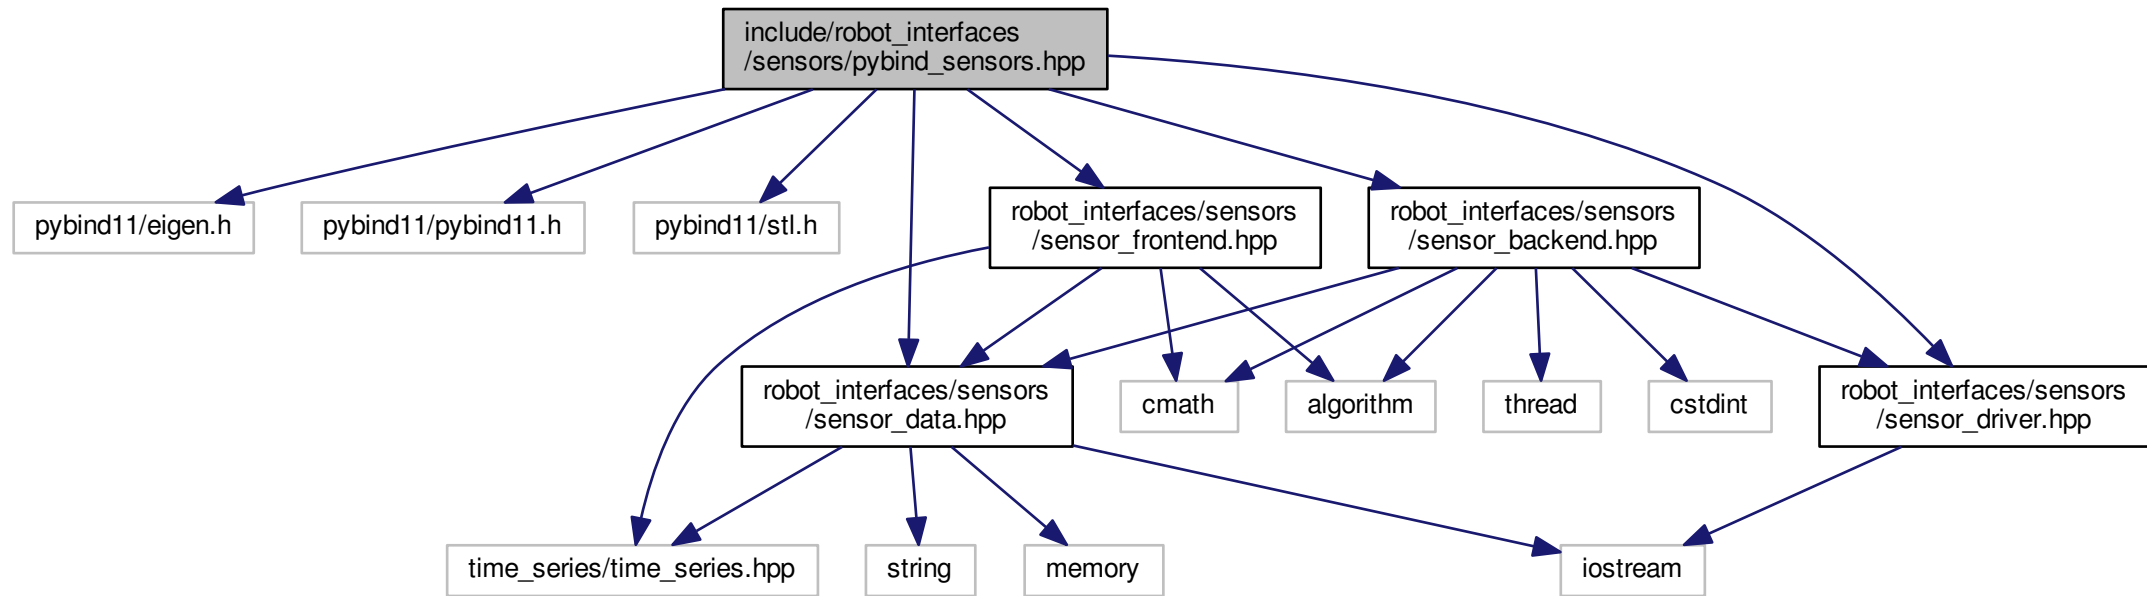 include/robot_interfaces
/sensors/pybind_sensors.hpp
pybind11/eigen.h
pybind11/pybind11.h
pybind11/stl.h
robot_interfaces/sensors
/sensor_frontend.hpp
robot_interfaces/sensors
/sensor_backend.hpp
robot_interfaces/sensors
/sensor_data.hpp
cmath
algorithm
thread
cstdint
robot_interfaces/sensors
/sensor_driver.hpp
time_series/time_series.hpp
string
memory
iostream